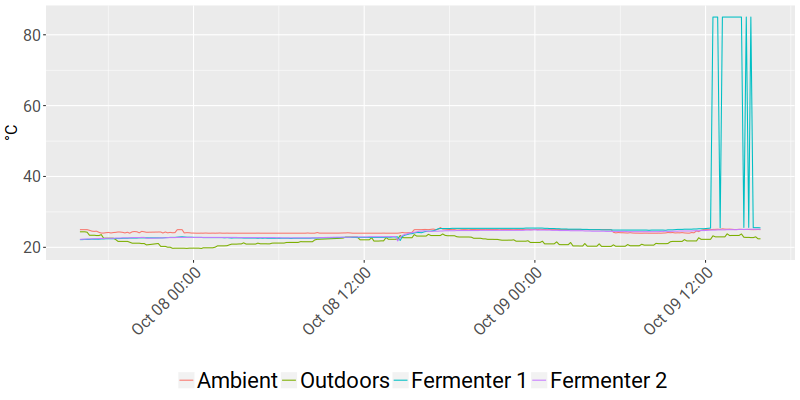 80
60
40
20
°C
Oct 08 00:00
Oct 08 12:00
Oct 09 00:00
Oct 09 12:00
Ambient Outdoors Fermenter 1 Fermenter 2